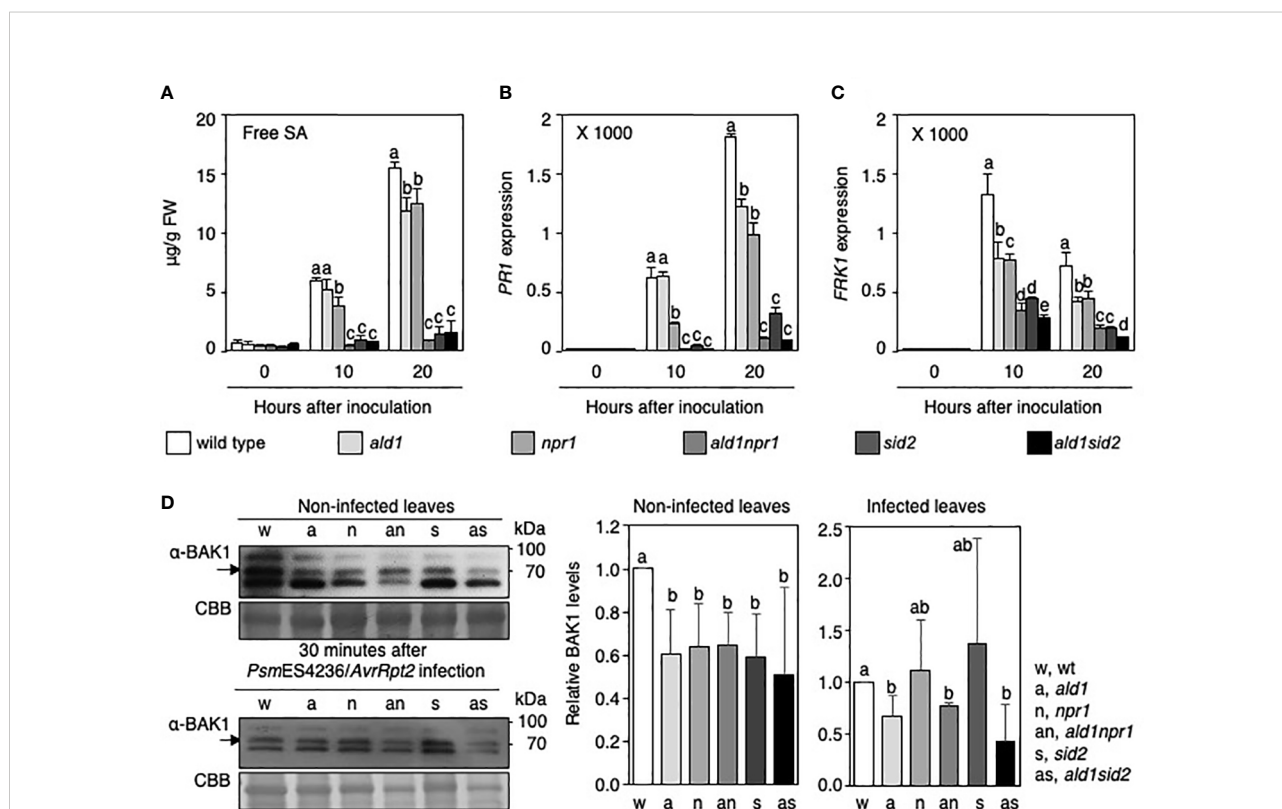 A
B
C
20
15
10
5
0
µg/g FW
Free SA
a
a
b
c
c
c
a
b
b
c
c
c
0
10
20
Hours after inoculation
2
1.5
1
0.5
0
PR1 expression
X 1000
a
a
b
c
c
c
a
b
b
c
c
c
0
10
20
Hours after inoculation
2
1.5
1
0.5
0
FRK1 expression
X 1000
a
b
c
d
d
e
a
b
b
c
c
d
0
10
20
Hours after inoculation
wild type ald1 npr1 ald1npr1 sid2 ald1sid2
D
Non-infected leaves
w a n an s as kDa
α-BAK1
100
70
CBB
30 minutes after
PsmES4236/AvrRpt2 infection
w a n an s as
α-BAK1
100
70
CBB
Non-infected leaves
Relative BAK1 levels
1.2
1.0
0.8
0.6
0.4
0.2
0.0
a b b b b b
w a n an s as
Infected leaves
2.5
2.0
1.5
1.0
0.5
0.0
a b ab b ab b
w a n an s as
w, wt
a, ald1
n, npr1
an, ald1npr1
s, sid2
as, ald1sid2